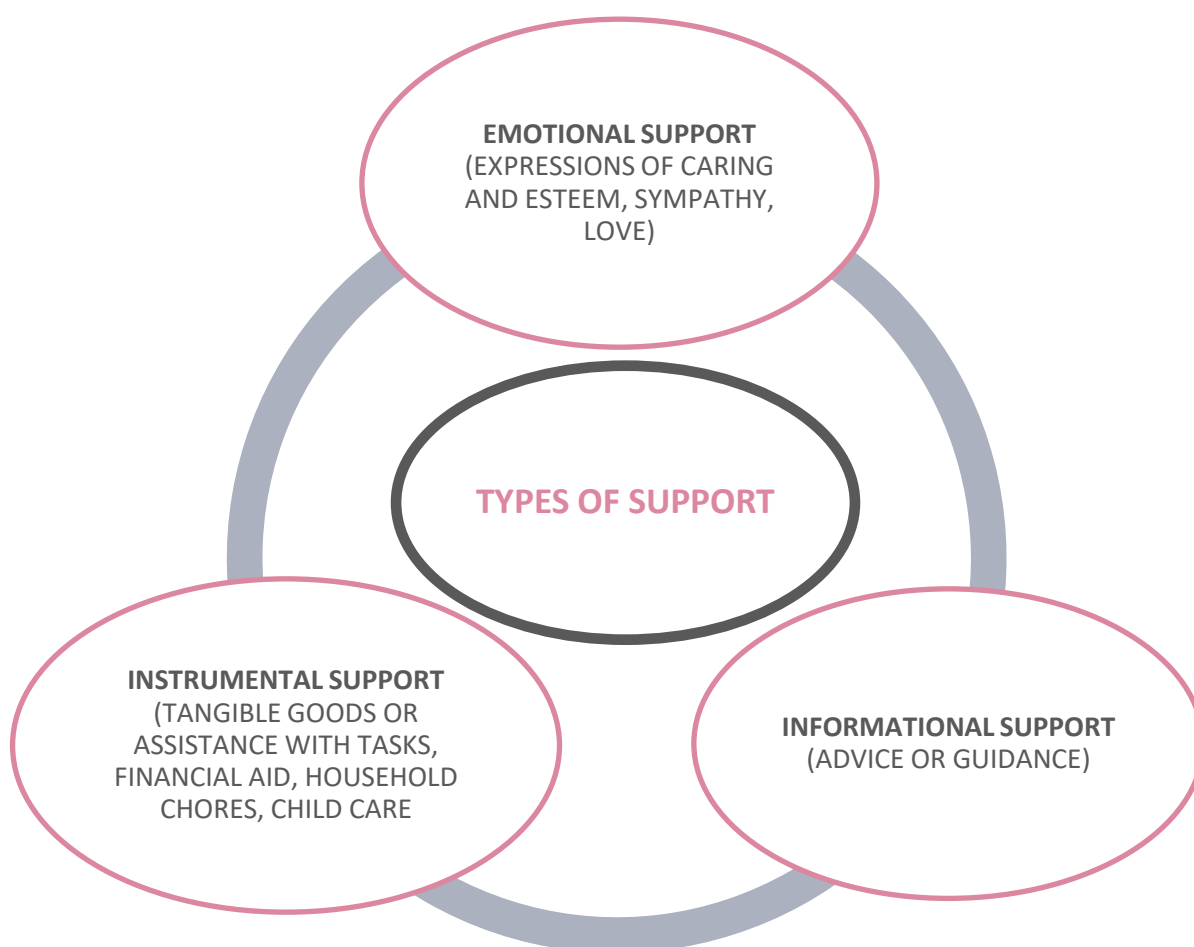 EMOTIONAL SUPPORT
(EXPRESSIONS OF CARING
AND ESTEEM, SYMPATHY,
LOVE)
TYPES OF SUPPORT
INSTRUMENTAL SUPPORT
(TANGIBLE GOODS OR
ASSISTANCE WITH TASKS,
FINANCIAL AID, HOUSEHOLD
CHORES, CHILD CARE
INFORMATIONAL SUPPORT
(ADVICE OR GUIDANCE)